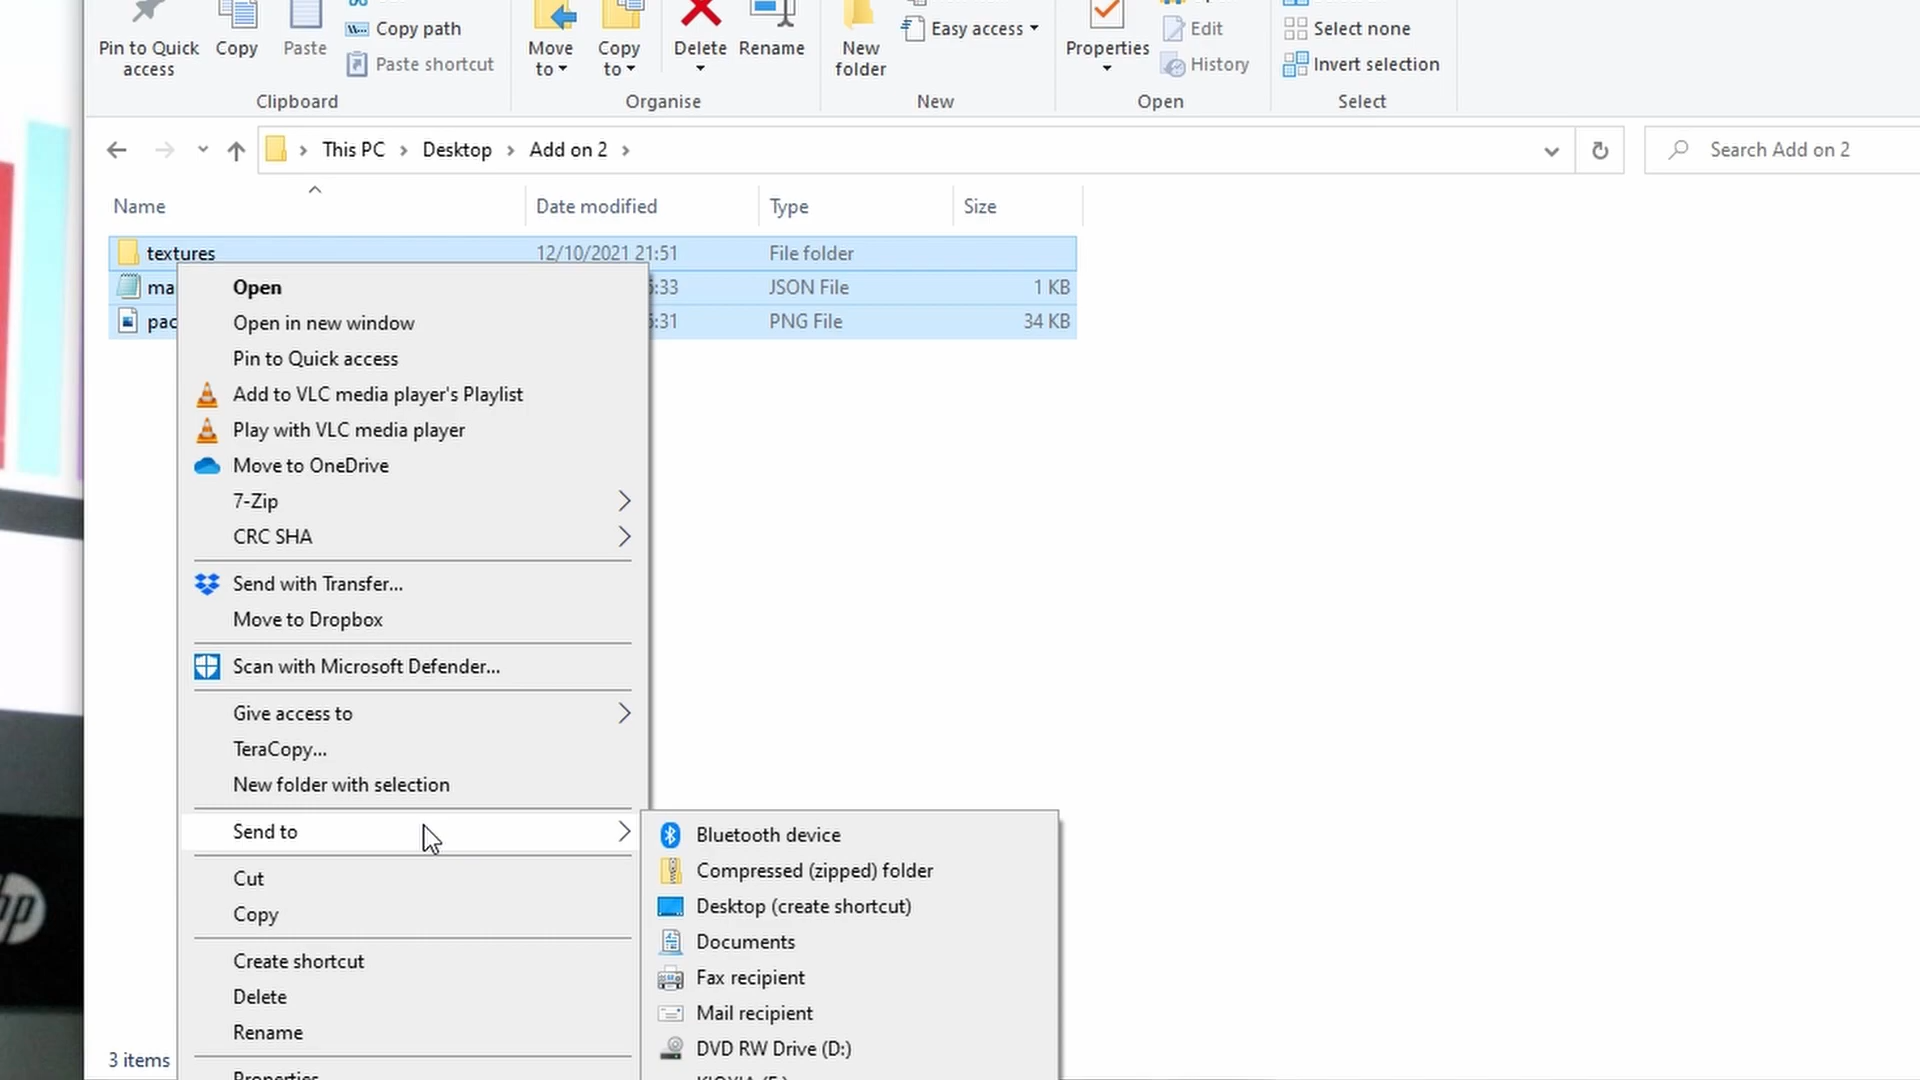 Pin to Quick access
Copy
Paste
Copy path
Paste shortcut
Clipboard
Move to
Copy to
Delete
Rename
Organise
New folder
Easy access
New
Properties
Edit
History
Open
Select none
Invert selection
Select
This PC
Desktop
Add on 2
Search Add on 2
Name
Date modified
Type
Size
textures 12/10/2021 21:51 File folder
ma :33 JSON File 1 KB
pac :31 PNG File 34 KB
Open
Open in new window
Pin to Quick access
Add to VLC media player's Playlist
Play with VLC media player
Move to OneDrive
7-Zip
CRC SHA
Send with Transfer...
Move to Dropbox
Scan with Microsoft Defender...
Give access to
TeraCopy...
New folder with selection
Send to
Cut
Copy
Create shortcut
Delete
Rename
Properties
Bluetooth device
Compressed (zipped) folder
Desktop (create shortcut)
Documents
Fax recipient
Mail recipient
DVD RW Drive (D:)
3 items
hp